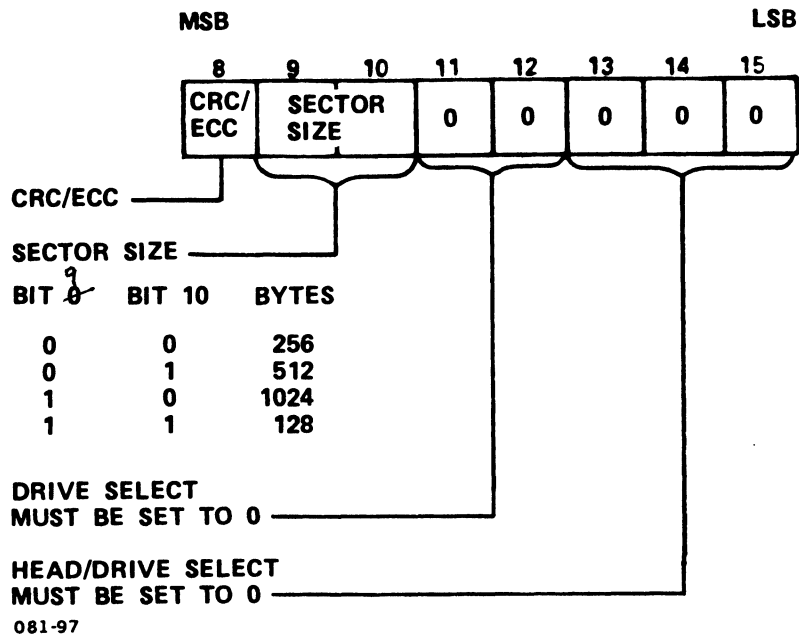 MSB LSB
8 9 10 11 12 13 14 15
CRC/ SECTOR 0 0 0 0 0
ECC SIZE
CRC/ECC
SECTOR SIZE
9
BIT 0 BIT 10 BYTES
0 0 256
0 1 512
1 0 1024
1 1 128
DRIVE SELECT
MUST BE SET TO 0
HEAD/DRIVE SELECT
MUST BE SET TO 0
081-97